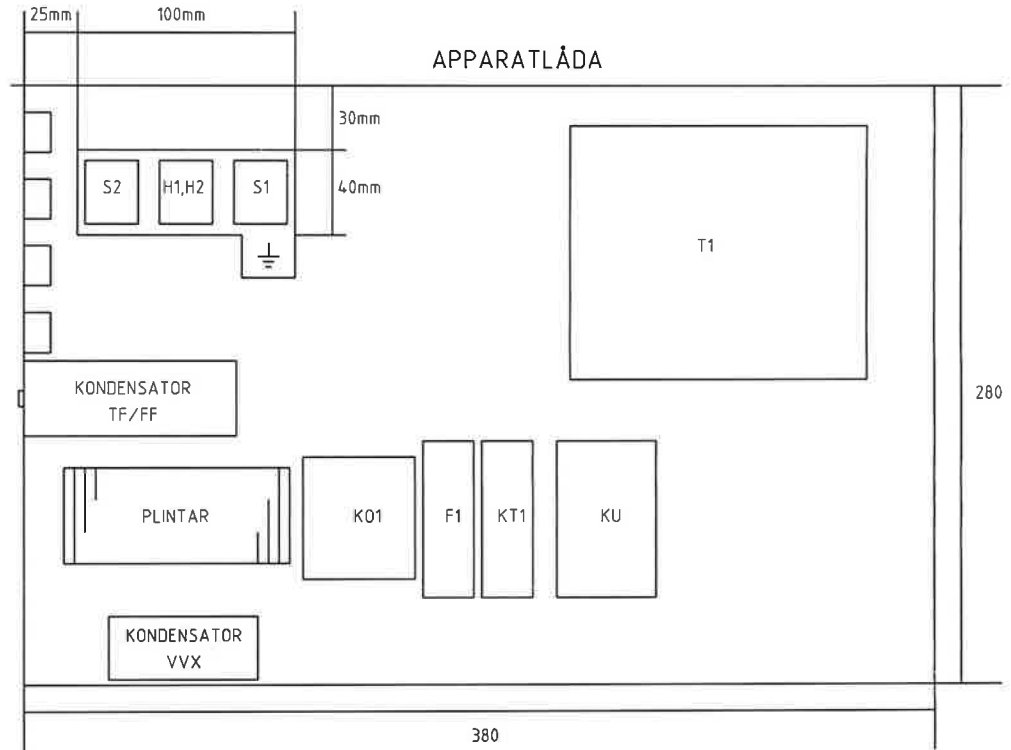 25mm
100mm
APPARATLÅDA
30mm
S2
H1,H2
S1
40mm
T1
KONDENSATOR
TF/FF
280
PLINTAR
K01
F1
KT1
KU
KONDENSATOR
VVX
380